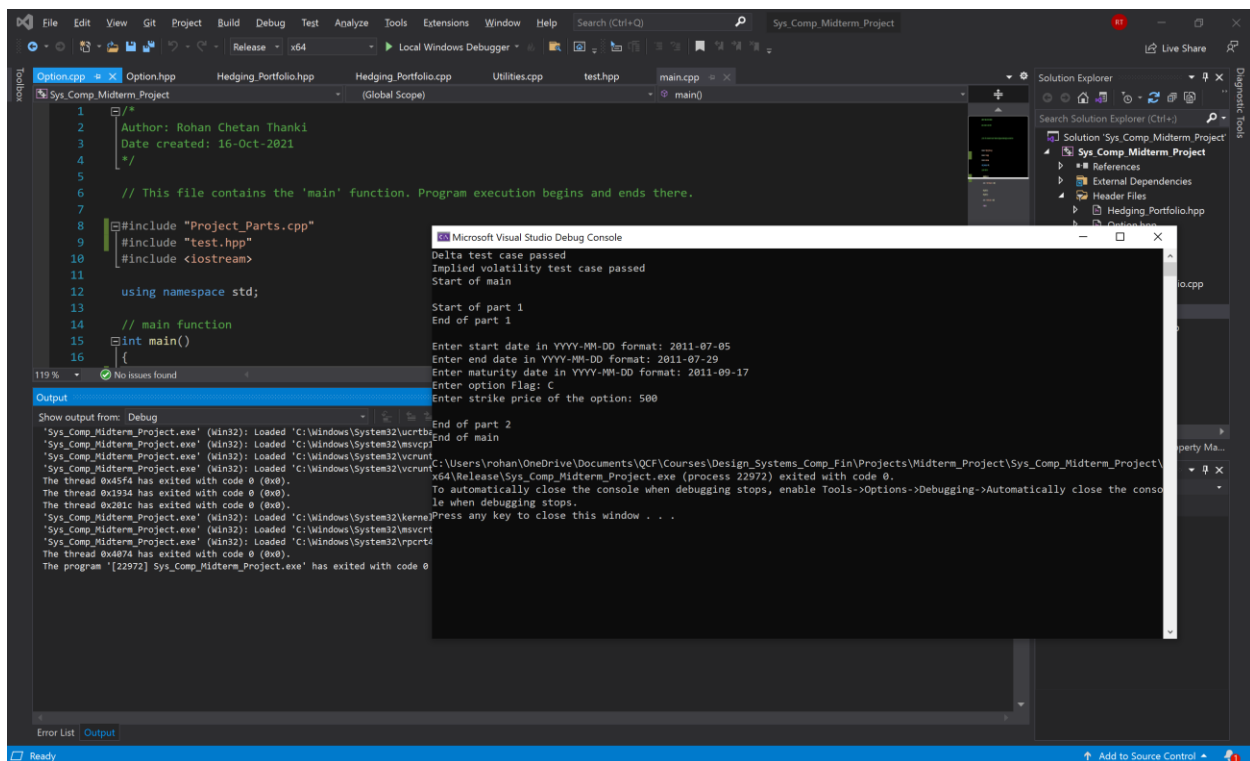 File Edit View Git Project Build Debug Test Analyze Tools Extensions Window Help Search (Ctrl+Q) Sys_Comp_Midterm_Project RT
Release x64 Local Windows Debugger Live Share
Toolbox
Option.cpp Option.hpp Hedging_Portfolio.hpp Hedging_Portfolio.cpp Utilities.cpp test.hpp main.cpp
Sys_Comp_Midterm_Project (Global Scope) main()
1 /*
2 Author: Rohan Chetan Thanki
3 Date created: 16-Oct-2021
4 */
5
6 // This file contains the 'main' function. Program execution begins and ends there.
7
8 #include "Project_Parts.cpp"
9 #include "test.hpp"
10 #include <iostream>
11
12 using namespace std;
13
14 // main function
15 int main()
16 {
119 % No issues found
Output
Show output from: Debug
'Sys_Comp_Midterm_Project.exe' (Win32): Loaded 'C:\Windows\System32\ucrtba
'Sys_Comp_Midterm_Project.exe' (Win32): Loaded 'C:\Windows\System32\msvcp1
'Sys_Comp_Midterm_Project.exe' (Win32): Loaded 'C:\Windows\System32\vcrunt
'Sys_Comp_Midterm_Project.exe' (Win32): Loaded 'C:\Windows\System32\vcrunt
The thread 0x45f4 has exited with code 0 (0x0).
The thread 0x1934 has exited with code 0 (0x0).
The thread 0x201c has exited with code 0 (0x0).
'Sys_Comp_Midterm_Project.exe' (Win32): Loaded 'C:\Windows\System32\kerne
'Sys_Comp_Midterm_Project.exe' (Win32): Loaded 'C:\Windows\System32\msvcrt
'Sys_Comp_Midterm_Project.exe' (Win32): Loaded 'C:\Windows\System32\rpcrt4
The thread 0x4074 has exited with code 0 (0x0).
The program '[22972] Sys_Comp_Midterm_Project.exe' has exited with code 0
Error List Output
Microsoft Visual Studio Debug Console
Delta test case passed
Implied volatility test case passed
Start of main
Start of part 1
End of part 1
Enter start date in YYYY-MM-DD format: 2011-07-05
Enter end date in YYYY-MM-DD format: 2011-07-29
Enter maturity date in YYYY-MM-DD format: 2011-09-17
Enter option Flag: C
Enter strike price of the option: 500
End of part 2
End of main
C:\Users\rohan\OneDrive\Documents\QCF\Courses\Design_Systems_Comp_Fin\Projects\Midterm_Project\Sys_Comp_Midterm_Project\
x64\Release\Sys_Comp_Midterm_Project.exe (process 22972) exited with code 0.
To automatically close the console when debugging stops, enable Tools->Options->Debugging->Automatically close the conso
le when debugging stops.
Press any key to close this window . . .
Solution Explorer
Search Solution Explorer (Ctrl+;)
Solution 'Sys_Comp_Midterm_Project'
Sys_Comp_Midterm_Project
References
External Dependencies
Header Files
Hedging_Portfolio.hpp
Option.hpp
io.cpp
operty Ma...
Diagnostic Tools
Ready Add to Source Control 1